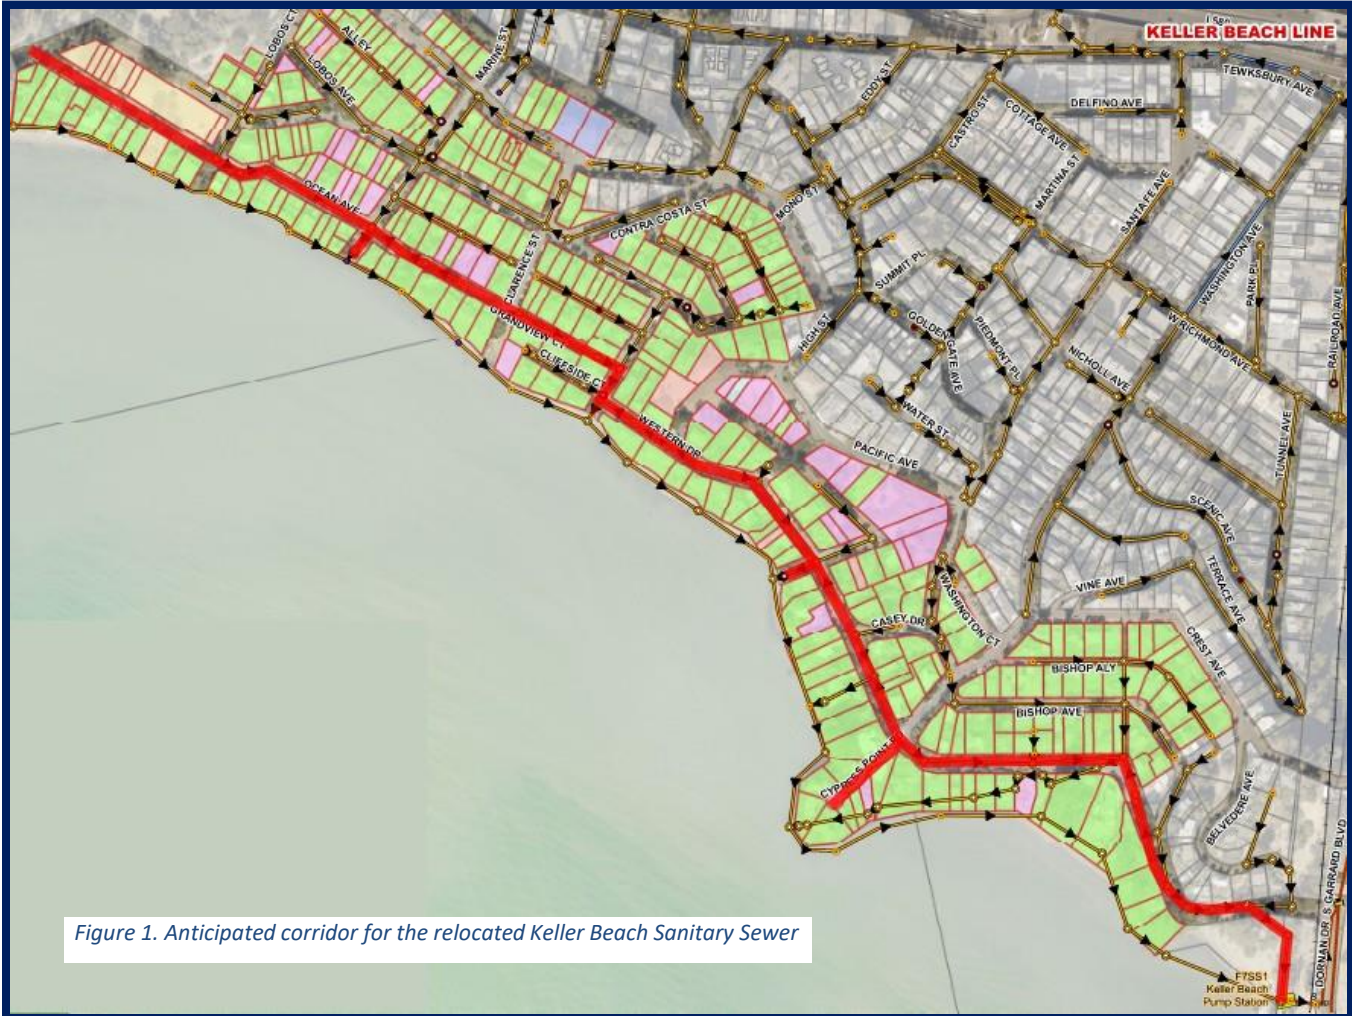 KELLER BEACH LINE
LOBOS CT
ALLEY
LOBOS AVE
MARINE ST
EDDY ST
TEWKSBURY AVE
DELFINO AVE
CASTRO ST
COTTAGE AVE
MARTINA ST
SANTA FE AVE
OCEAN AVE
CONTRA COSTA ST
MONO ST
WASHINGTON AVE
PARK PL
RAILROAD AVE
SUMMIT PL
CLARENCE ST
GRANDVIEW CT
CLIFFSIDE CT
HIGH ST
GOLDEN GATE AVE
PIEDMONT PL
NICHOLL AVE
W RICHMOND AVE
WATER ST
WESTERN DR
PACIFIC AVE
TUNNEL AVE
SCENIC AVE
TERRACE AVE
VINE AVE
WASHINGTON CT
CASEY DR
CREST AVE
BISHOP ALY
BISHOP AVE
CYPRESS POINT
BELVEDERE AVE
DORNAN DR
S GARRARD BLVD
Figure 1. Anticipated corridor for the relocated Keller Beach Sanitary Sewer
F7SS1
Keller Beach
Pump Station